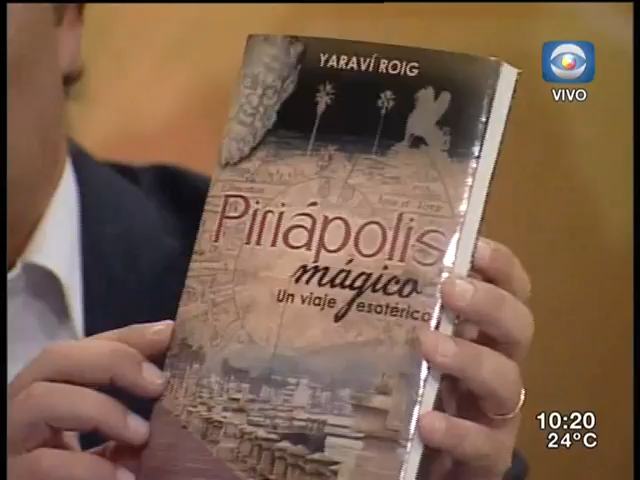 YARAVÍ ROIG
VIVO
Piriápolis
mágico
Un viaje esotérico
10:20
24°C